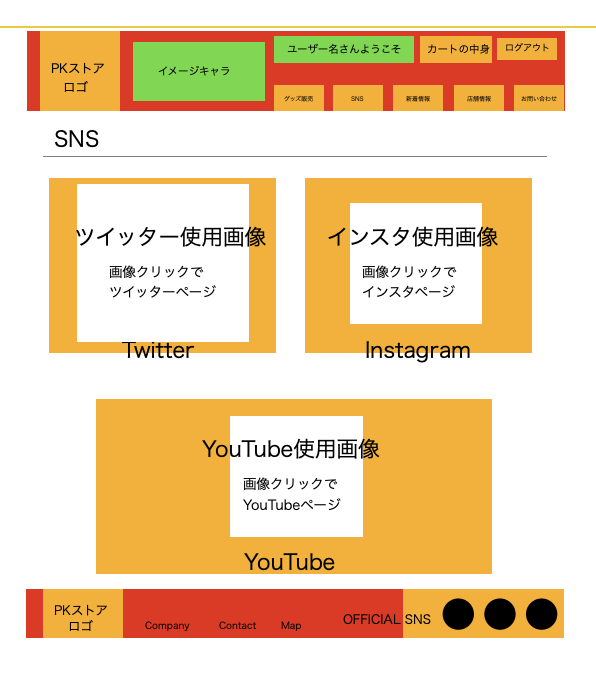 PKストア
ロゴ
イメージキャラ
ユーザー名さんようこそ
カートの中身
ログアウト
グッズ販売
SNS
新着情報
店舗情報
お問い合わせ
SNS
ツイッター使用画像
画像クリックで
ツイッターページ
Twitter
インスタ使用画像
画像クリックで
インスタページ
Instagram
YouTube使用画像
画像クリックで
YouTubeページ
YouTube
PKストア
ロゴ
Company
Contact
Map
OFFICIAL SNS